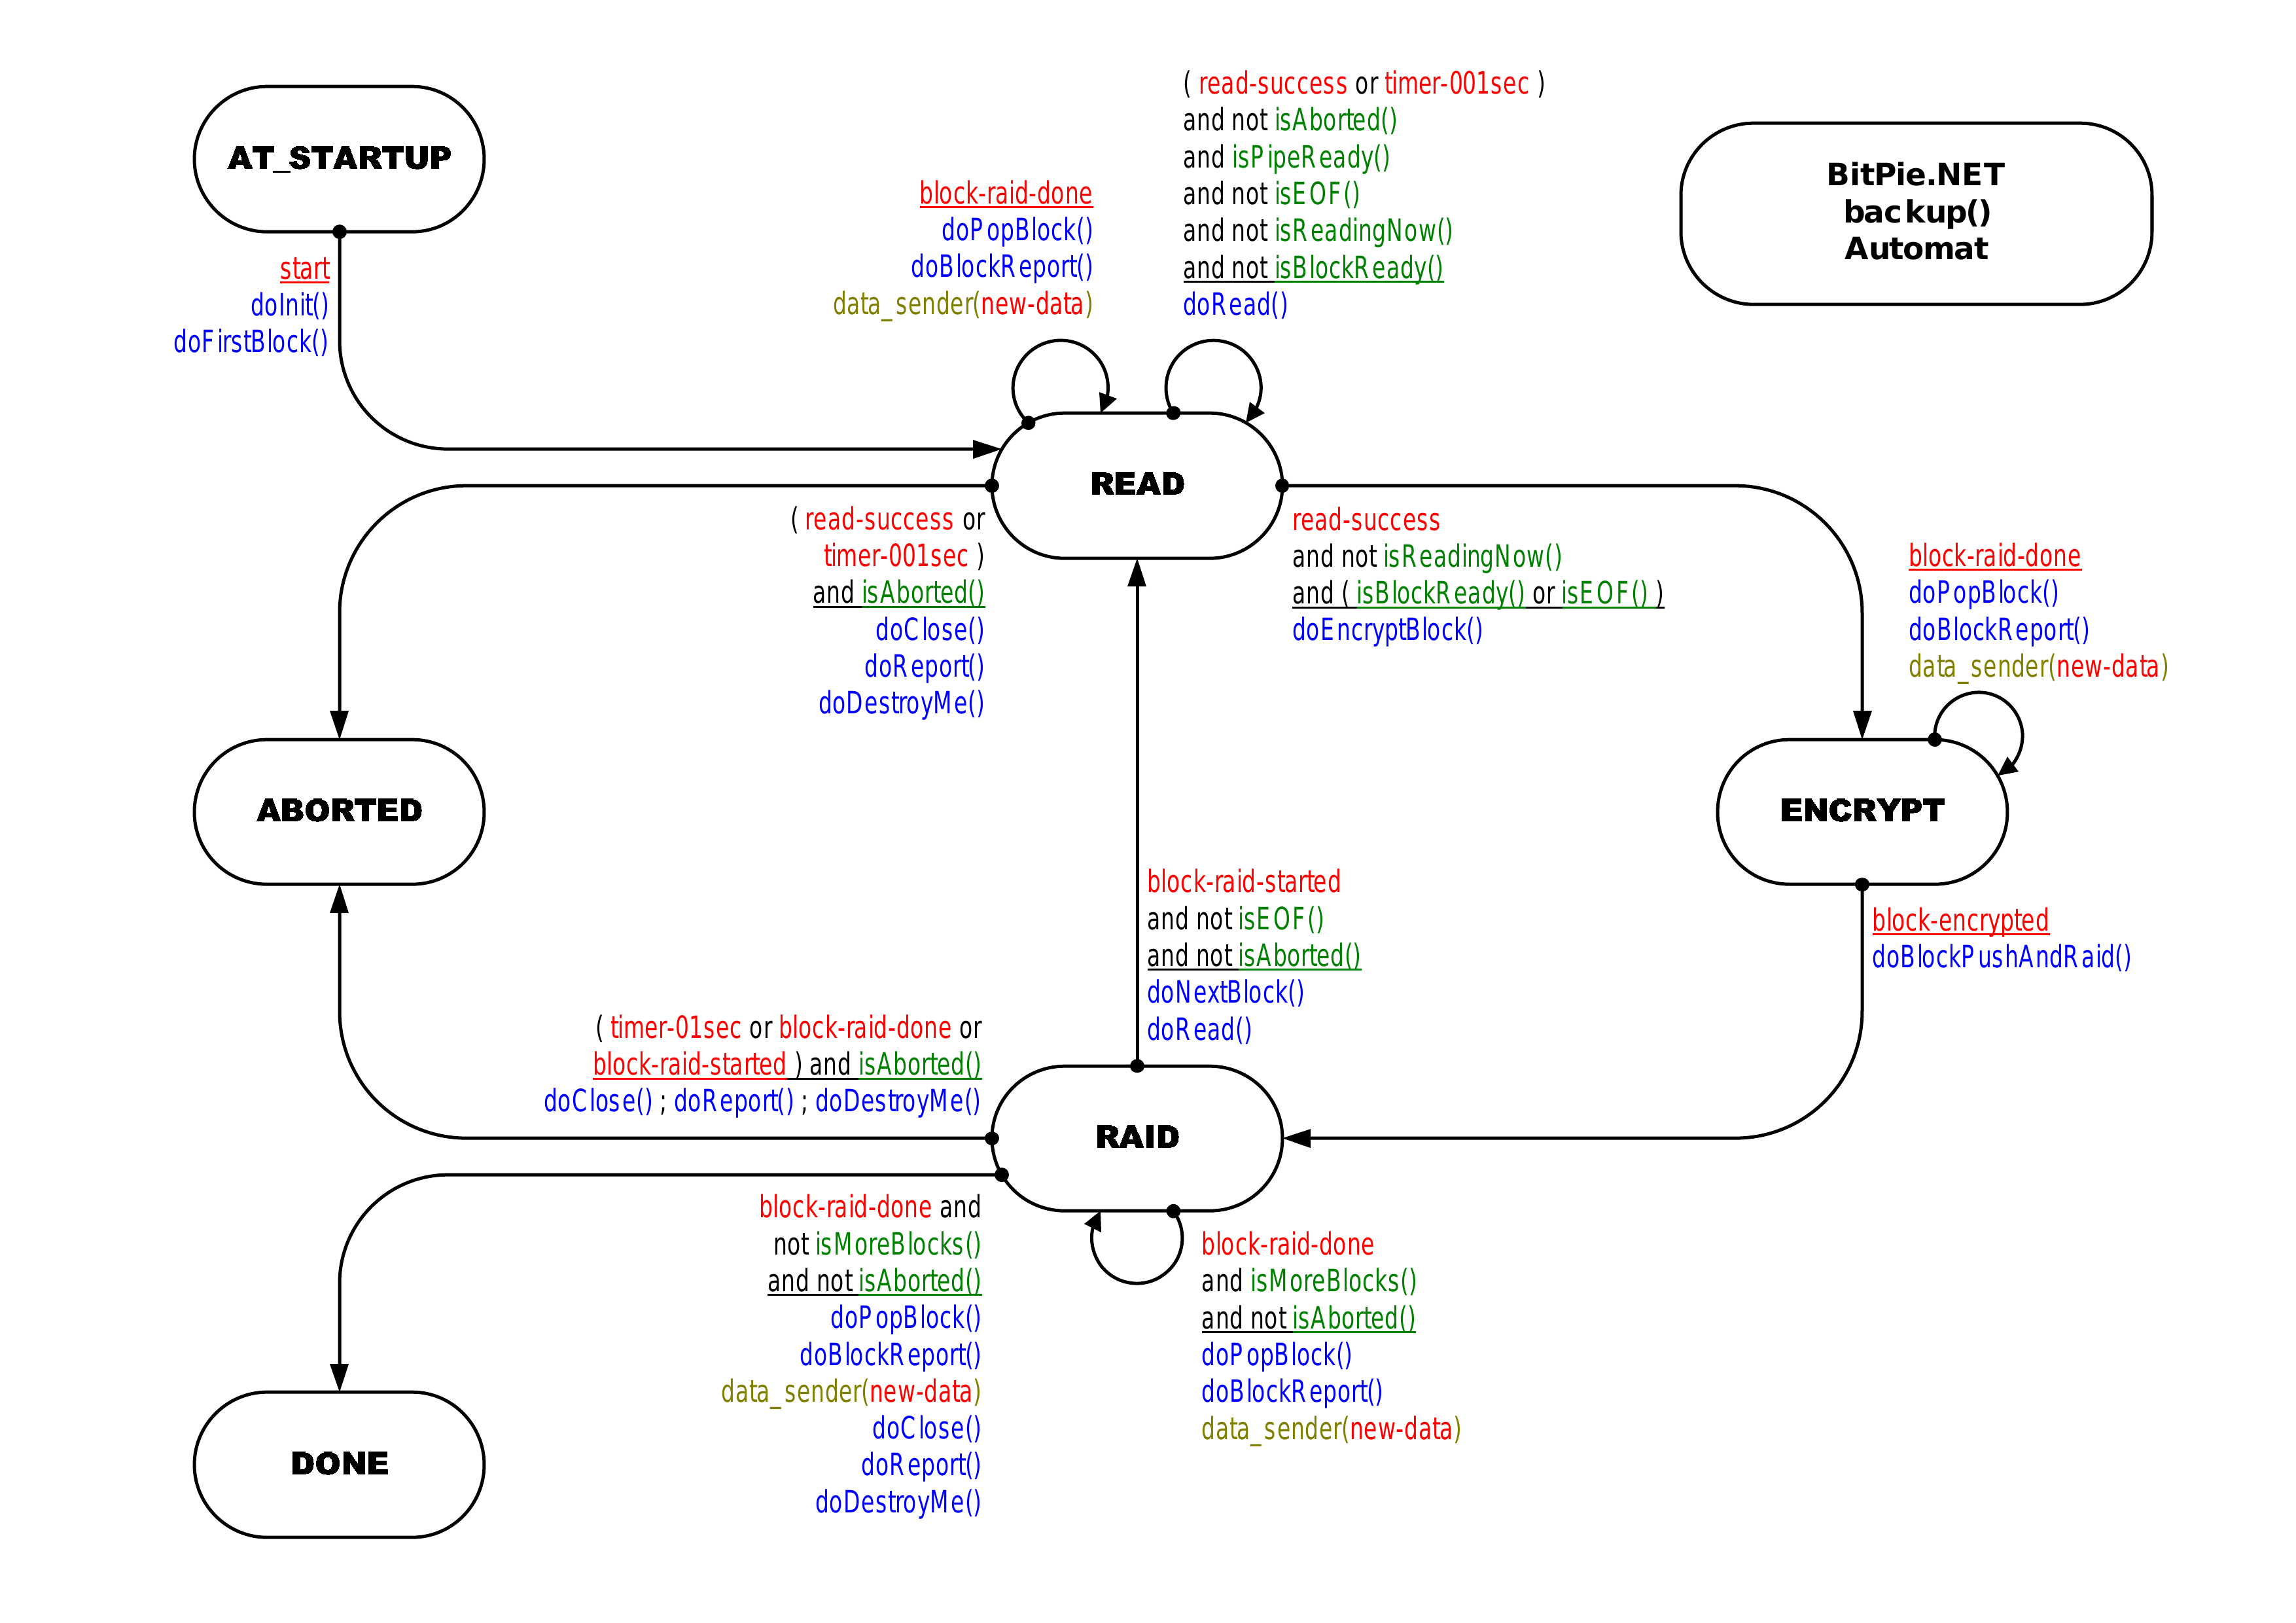 AT_STARTUP
start
doInit()
doFirstBlock()
block-raid-done
doPopBlock()
doBlockReport()
data_sender(new-data)
( read-success or timer-001sec )
and not isAborted()
and isPipeReady()
and not isEOF()
and not isReadingNow()
and not isBlockReady()
doRead()
BitPie.NET
backup()
Automat
READ
( read-success or
timer-001sec )
and isAborted()
doClose()
doReport()
doDestroyMe()
read-success
and not isReadingNow()
and ( isBlockReady() or isEOF() )
doEncryptBlock()
block-raid-done
doPopBlock()
doBlockReport()
data_sender(new-data)
ABORTED
ENCRYPT
block-raid-started
and not isEOF()
and not isAborted()
doNextBlock()
doRead()
block-encrypted
doBlockPushAndRaid()
( timer-01sec or block-raid-done or
block-raid-started ) and isAborted()
doClose() ; doReport() ; doDestroyMe()
RAID
block-raid-done and
not isMoreBlocks()
and not isAborted()
doPopBlock()
doBlockReport()
data_sender(new-data)
doClose()
doReport()
doDestroyMe()
block-raid-done
and isMoreBlocks()
and not isAborted()
doPopBlock()
doBlockReport()
data_sender(new-data)
DONE